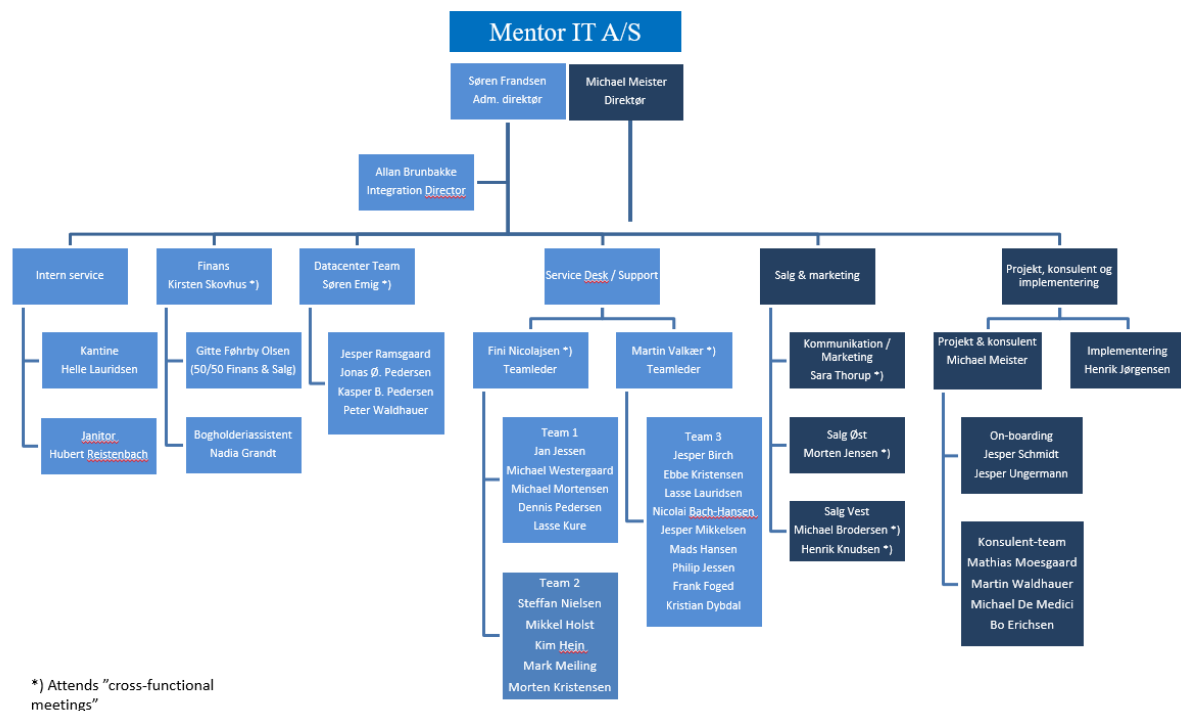 Mentor IT A/S
Søren Frandsen
Adm. direktør
Michael Meister
Direktør
Allan Brunbakke
Integration Director
Intern service
Finans
Kirsten Skovhus *)
Datacenter Team
Søren Emig *)
Service Desk / Support
Salg & marketing
Projekt, konsulent og
implementering
Kantine
Helle Lauridsen
Janitor
Hubert Reistenbach
Gitte Føhrby Olsen
(50/50 Finans & Salg)
Bogholderiassistent
Nadia Grandt
Jesper Ramsgaard
Jonas Ø. Pedersen
Kasper B. Pedersen
Peter Waldhauer
Fini Nicolajsen *)
Teamleder
Team 1
Jan Jessen
Michael Westergaard
Michael Mortensen
Dennis Pedersen
Lasse Kure
Team 2
Steffan Nielsen
Mikkel Holst
Kim Hejn
Mark Meiling
Morten Kristensen
Martin Valkær *)
Teamleder
Team 3
Jesper Birch
Ebbe Kristensen
Lasse Lauridsen
Nicolai Bach-Hansen
Jesper Mikkelsen
Mads Hansen
Philip Jessen
Frank Foged
Kristian Dybdal
Kommunikation /
Marketing
Sara Thorup *)
Salg Øst
Morten Jensen *)
Salg Vest
Michael Brodersen *)
Henrik Knudsen *)
Projekt & konsulent
Michael Meister
On-boarding
Jesper Schmidt
Jesper Ungermann
Konsulent-team
Mathias Moesgaard
Martin Waldhauer
Michael De Medici
Bo Erichsen
Implementering
Henrik Jørgensen
*) Attends ”cross-functional
meetings”